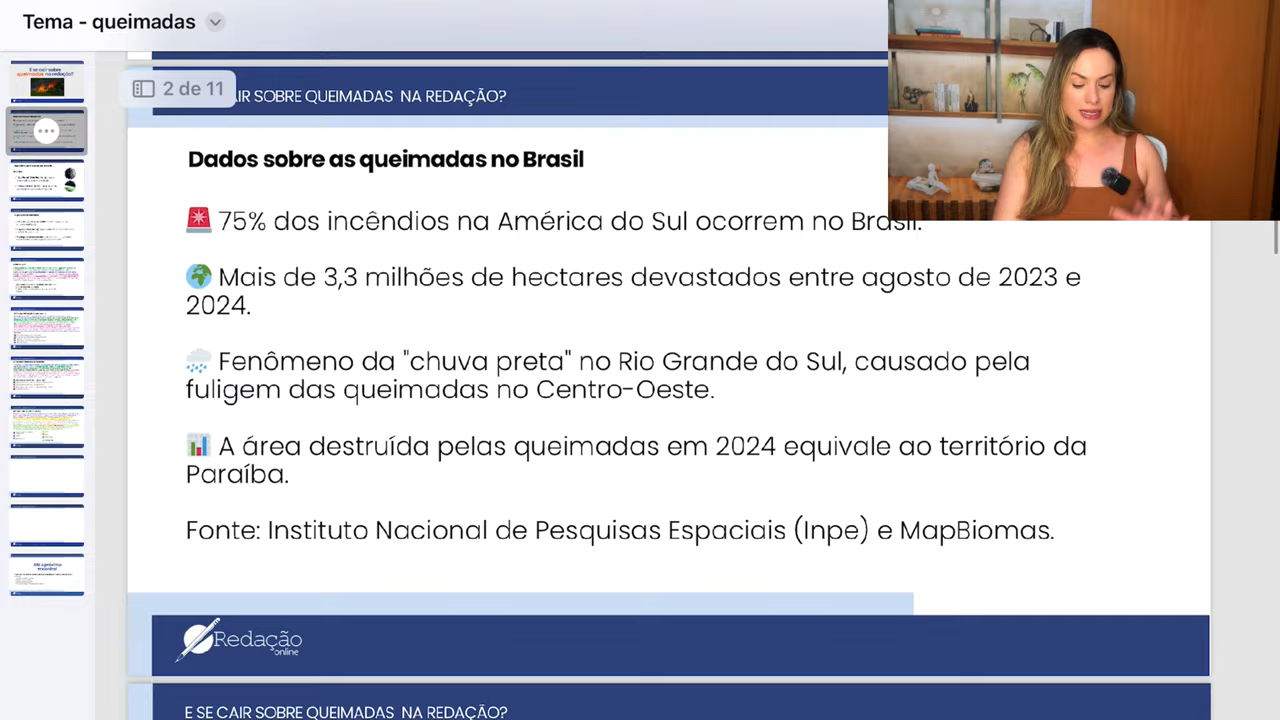 Tema - queimadas
2 de 11
IR SOBRE QUEIMADAS NA REDAÇÃO?
Dados sobre as queimadas no Brasil
🚨 75% dos incêndios na América do Sul ocorrem no Brasil.
🌍 Mais de 3,3 milhões de hectares devastados entre agosto de 2023 e
2024.
🌧️ Fenômeno da "chuva preta" no Rio Grande do Sul, causado pela
fuligem das queimadas no Centro-Oeste.
📊 A área destruída pelas queimadas em 2024 equivale ao território da
Paraíba.
Fonte: Instituto Nacional de Pesquisas Espaciais (Inpe) e MapBiomas.
Redação
online
E SE CAIR SOBRE QUEIMADAS NA REDAÇÃO?